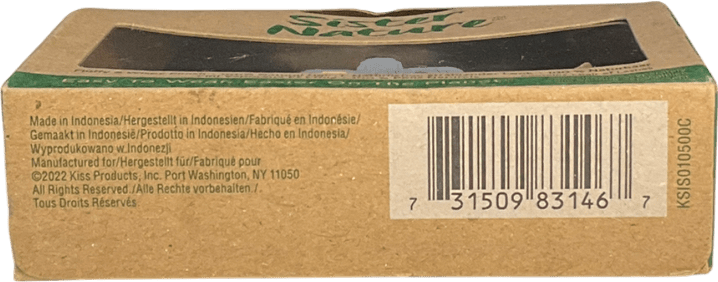 Sister
Nature
Easy To Wear, Easier On The Planet
Made in Indonesia/Hergestellt in Indonesien/Fabriqué en Indonésie/
Gemaakt in Indonesië/Prodotto in Indonesia/Hecho en Indonesia/
Wyprodukowano w.Indonezji
Manufactured for/Hergestellt für/Fabriqué pour
©2022 Kiss Products, Inc. Port Washington, NY 11050
All Rights Reserved./Alle Rechte vorbehalten./
Tous Droits Réservés
7 31509 83146 7
KSIS010500C